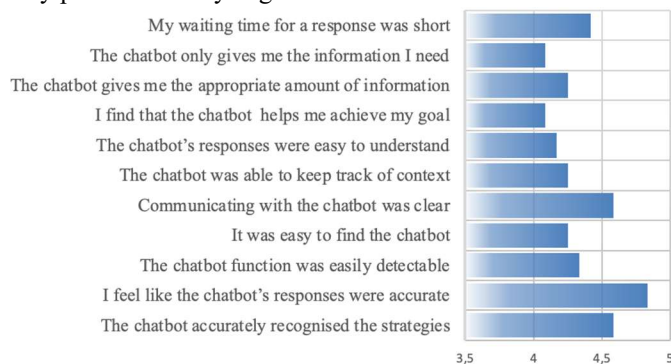 My waiting time for a response was short
The chatbot only gives me the information I need
The chatbot gives me the appropriate amount of information
I find that the chatbot helps me achieve my goal
The chatbot's responses were easy to understand
The chatbot was able to keep track of context
Communicating with the chatbot was clear
It was easy to find the chatbot
The chatbot function was easily detectable
I feel like the chatbot's responses were accurate
The chatbot accurately recognised the strategies
3,5 4 4,5 5